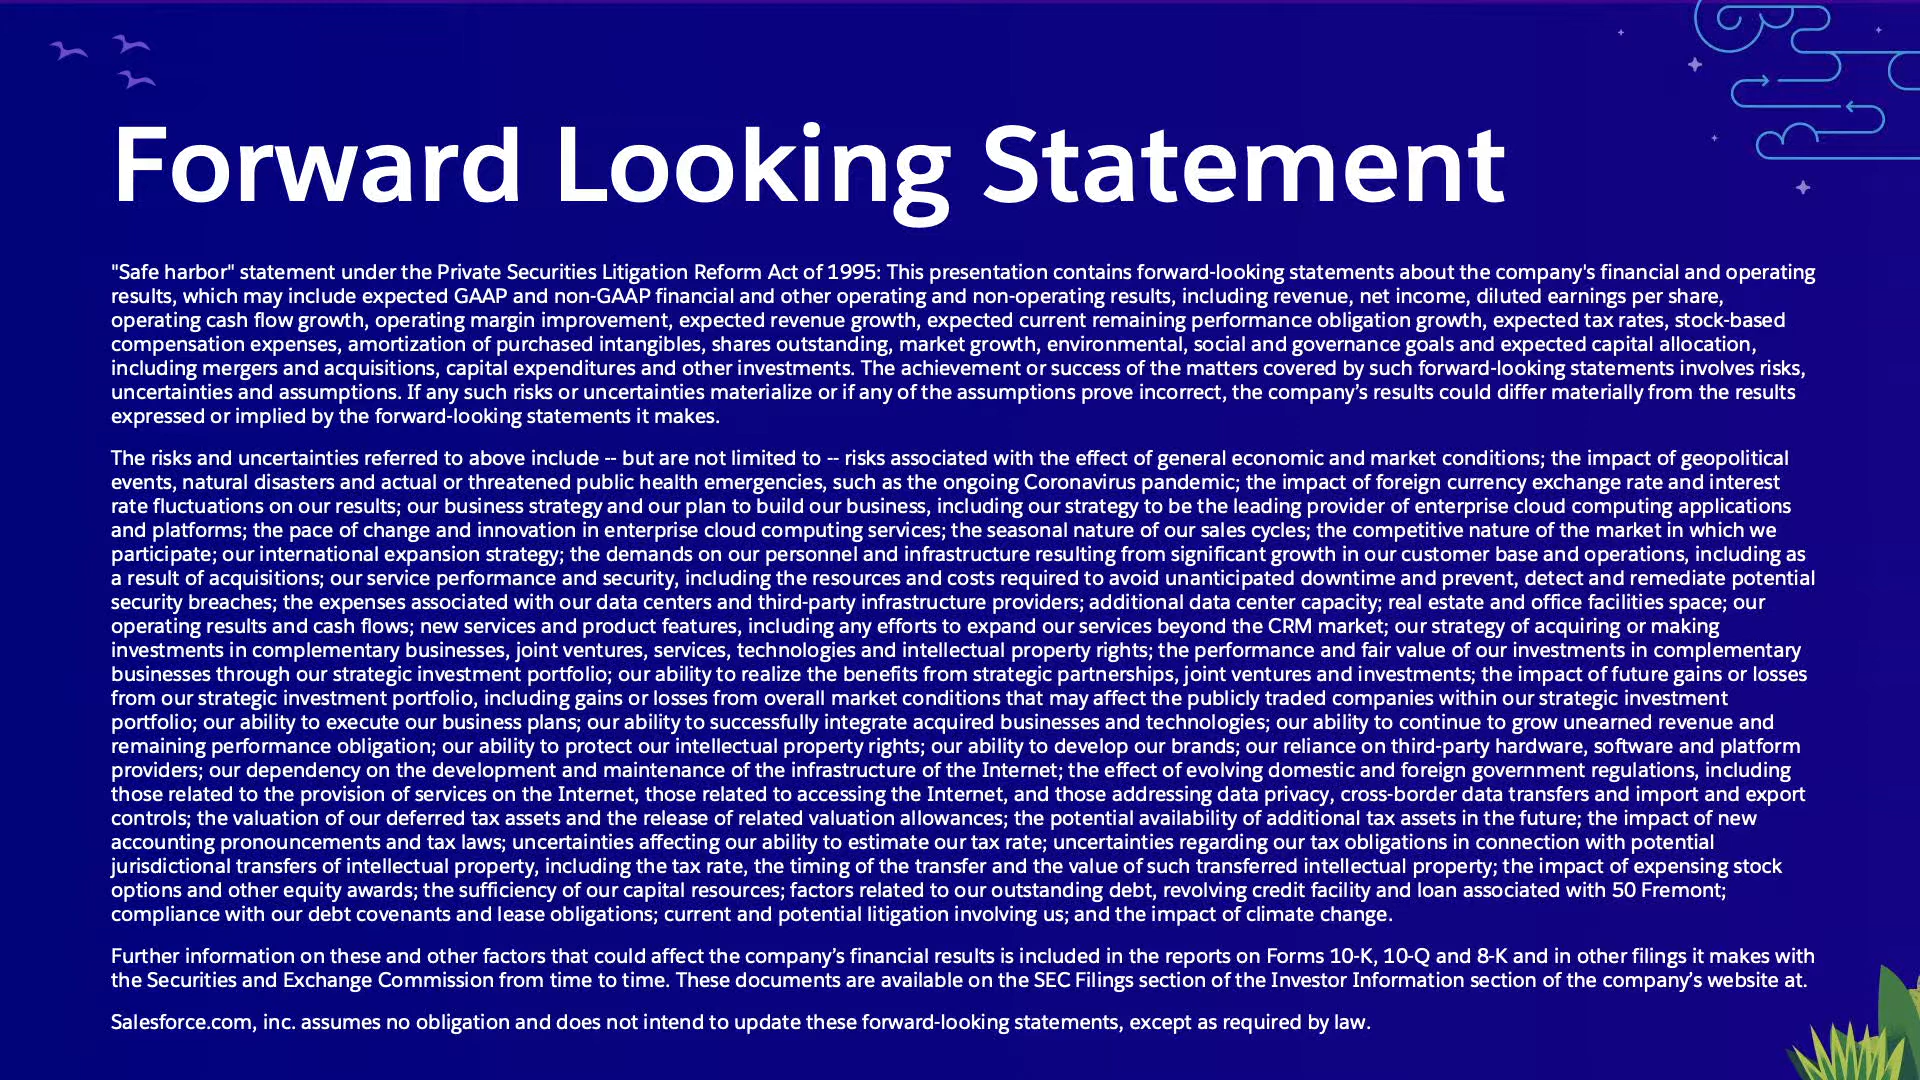 Forward Looking Statement
"Safe harbor" statement under the Private Securities Litigation Reform Act of 1995: This presentation contains forward-looking statements about the company's financial and operating
results, which may include expected GAAP and non-GAAP financial and other operating and non-operating results, including revenue, net income, diluted earnings per share,
operating cash flow growth, operating margin improvement, expected revenue growth, expected current remaining performance obligation growth, expected tax rates, stock-based
compensation expenses, amortization of purchased intangibles, shares outstanding, market growth, environmental, social and governance goals and expected capital allocation,
including mergers and acquisitions, capital expenditures and other investments. The achievement or success of the matters covered by such forward-looking statements involves risks,
uncertainties and assumptions. If any such risks or uncertainties materialize or if any of the assumptions prove incorrect, the company’s results could differ materially from the results
expressed or implied by the forward-looking statements it makes.
The risks and uncertainties referred to above include -- but are not limited to -- risks associated with the effect of general economic and market conditions; the impact of geopolitical
events, natural disasters and actual or threatened public health emergencies, such as the ongoing Coronavirus pandemic; the impact of foreign currency exchange rate and interest
rate fluctuations on our results; our business strategy and our plan to build our business, including our strategy to be the leading provider of enterprise cloud computing applications
and platforms; the pace of change and innovation in enterprise cloud computing services; the seasonal nature of our sales cycles; the competitive nature of the market in which we
participate; our international expansion strategy; the demands on our personnel and infrastructure resulting from significant growth in our customer base and operations, including as
a result of acquisitions; our service performance and security, including the resources and costs required to avoid unanticipated downtime and prevent, detect and remediate potential
security breaches; the expenses associated with our data centers and third-party infrastructure providers; additional data center capacity; real estate and office facilities space; our
operating results and cash flows; new services and product features, including any efforts to expand our services beyond the CRM market; our strategy of acquiring or making
investments in complementary businesses, joint ventures, services, technologies and intellectual property rights; the performance and fair value of our investments in complementary
businesses through our strategic investment portfolio; our ability to realize the benefits from strategic partnerships, joint ventures and investments; the impact of future gains or losses
from our strategic investment portfolio, including gains or losses from overall market conditions that may affect the publicly traded companies within our strategic investment
portfolio; our ability to execute our business plans; our ability to successfully integrate acquired businesses and technologies; our ability to continue to grow unearned revenue and
remaining performance obligation; our ability to protect our intellectual property rights; our ability to develop our brands; our reliance on third-party hardware, software and platform
providers; our dependency on the development and maintenance of the infrastructure of the Internet; the effect of evolving domestic and foreign government regulations, including
those related to the provision of services on the Internet, those related to accessing the Internet, and those addressing data privacy, cross-border data transfers and import and export
controls; the valuation of our deferred tax assets and the release of related valuation allowances; the potential availability of additional tax assets in the future; the impact of new
accounting pronouncements and tax laws; uncertainties affecting our ability to estimate our tax rate; uncertainties regarding our tax obligations in connection with potential
jurisdictional transfers of intellectual property, including the tax rate, the timing of the transfer and the value of such transferred intellectual property; the impact of expensing stock
options and other equity awards; the sufficiency of our capital resources; factors related to our outstanding debt, revolving credit facility and loan associated with 50 Fremont;
compliance with our debt covenants and lease obligations; current and potential litigation involving us; and the impact of climate change.
Further information on these and other factors that could affect the company’s financial results is included in the reports on Forms 10-K, 10-Q and 8-K and in other filings it makes with
the Securities and Exchange Commission from time to time. These documents are available on the SEC Filings section of the Investor Information section of the company’s website at.
Salesforce.com, inc. assumes no obligation and does not intend to update these forward-looking statements, except as required by law.